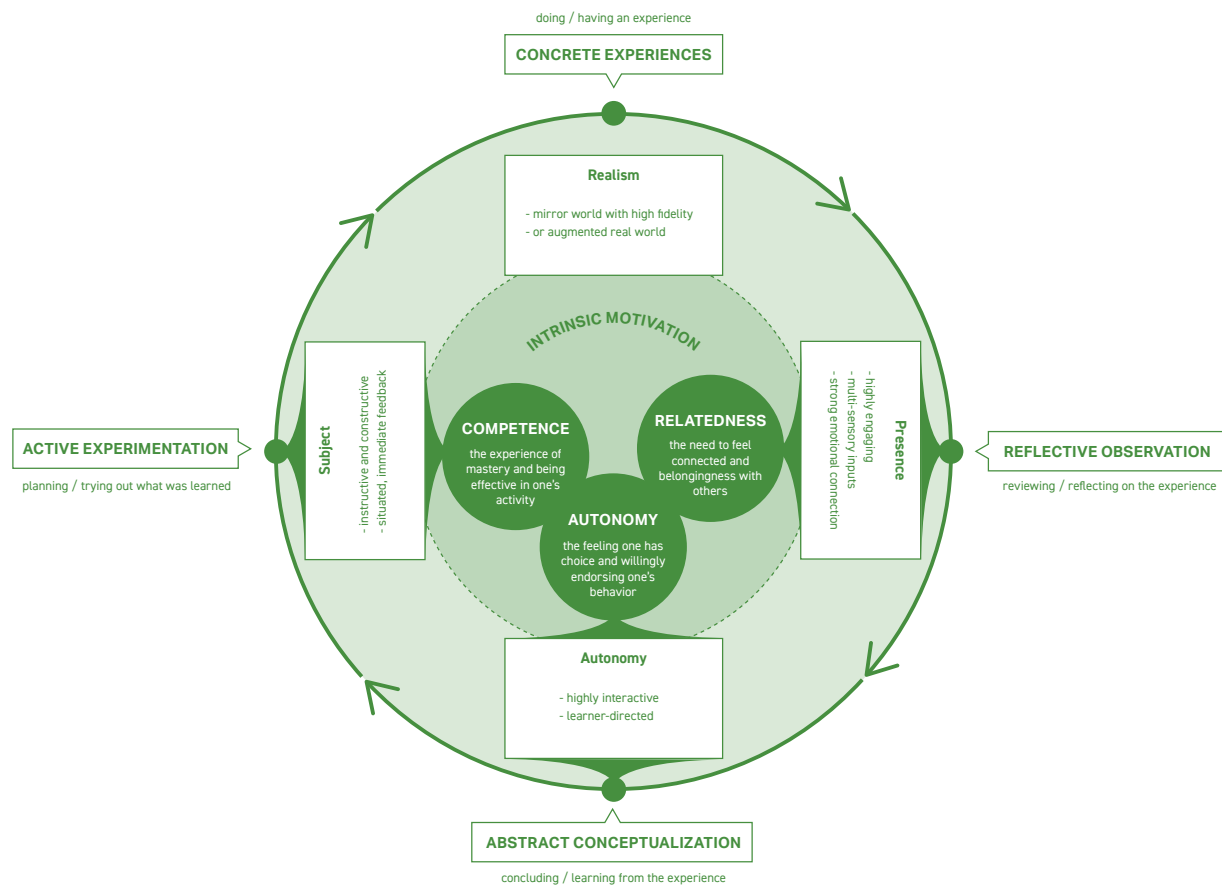 doing / having an experience
CONCRETE EXPERIENCES
Realism
- mirror world with high fidelity
- or augmented real world
INTRINSIC MOTIVATION
ACTIVE EXPERIMENTATION
planning / trying out what was learned
Subject
- instructive and constructive
- situated, immediate feedback
COMPETENCE
the experience of
mastery and being
effective in one's
activity
RELATEDNESS
the need to feel
connected and
belongingness with
others
AUTONOMY
the feeling one has
choice and willingly
endorsing one's
behavior
Presence
- highly engaging
- multi-sensory inputs
- strong emotional connection
REFLECTIVE OBSERVATION
reviewing / reflecting on the experience
Autonomy
- highly interactive
- learner-directed
ABSTRACT CONCEPTUALIZATION
concluding / learning from the experience